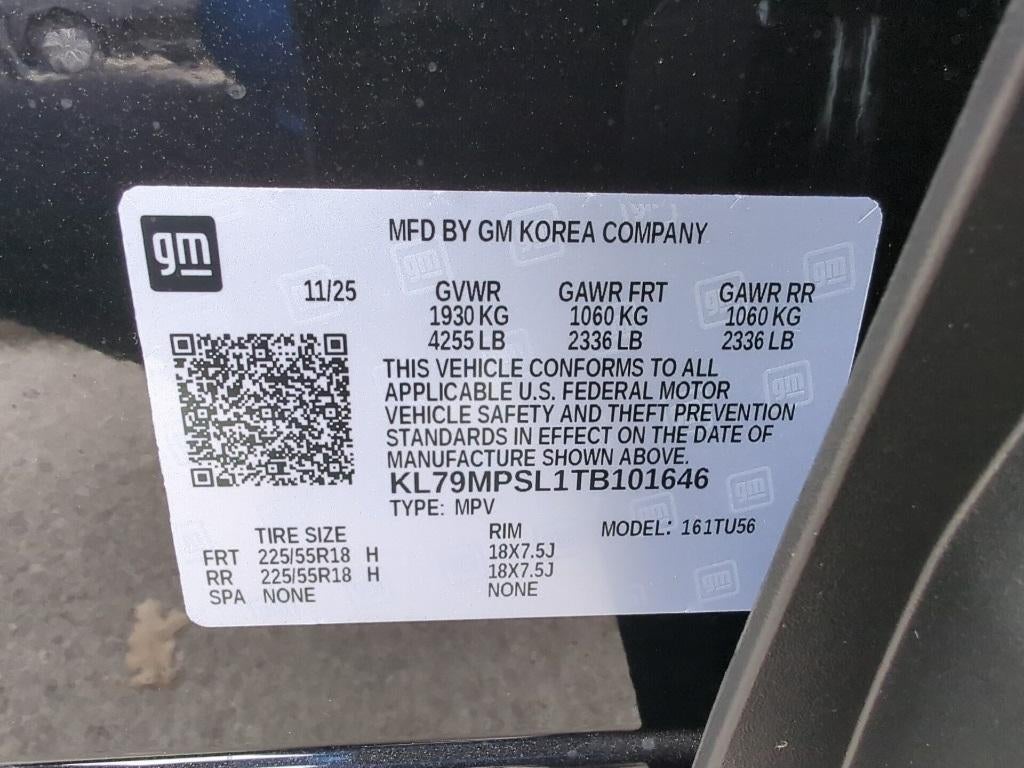 gm
MFD BY GM KOREA COMPANY
11/25 GVWR GAWR FRT GAWR RR
1930 KG 1060 KG 1060 KG
4255 LB 2336 LB 2336 LB
THIS VEHICLE CONFORMS TO ALL
APPLICABLE U.S. FEDERAL MOTOR
VEHICLE SAFETY AND THEFT PREVENTION
STANDARDS IN EFFECT ON THE DATE OF
MANUFACTURE SHOWN ABOVE.
KL79MPSL1TB101646
TYPE: MPV
MODEL: 161TU56
TIRE SIZE RIM
FRT 225/55R18 H 18X7.5J
RR 225/55R18 H 18X7.5J
SPA NONE NONE